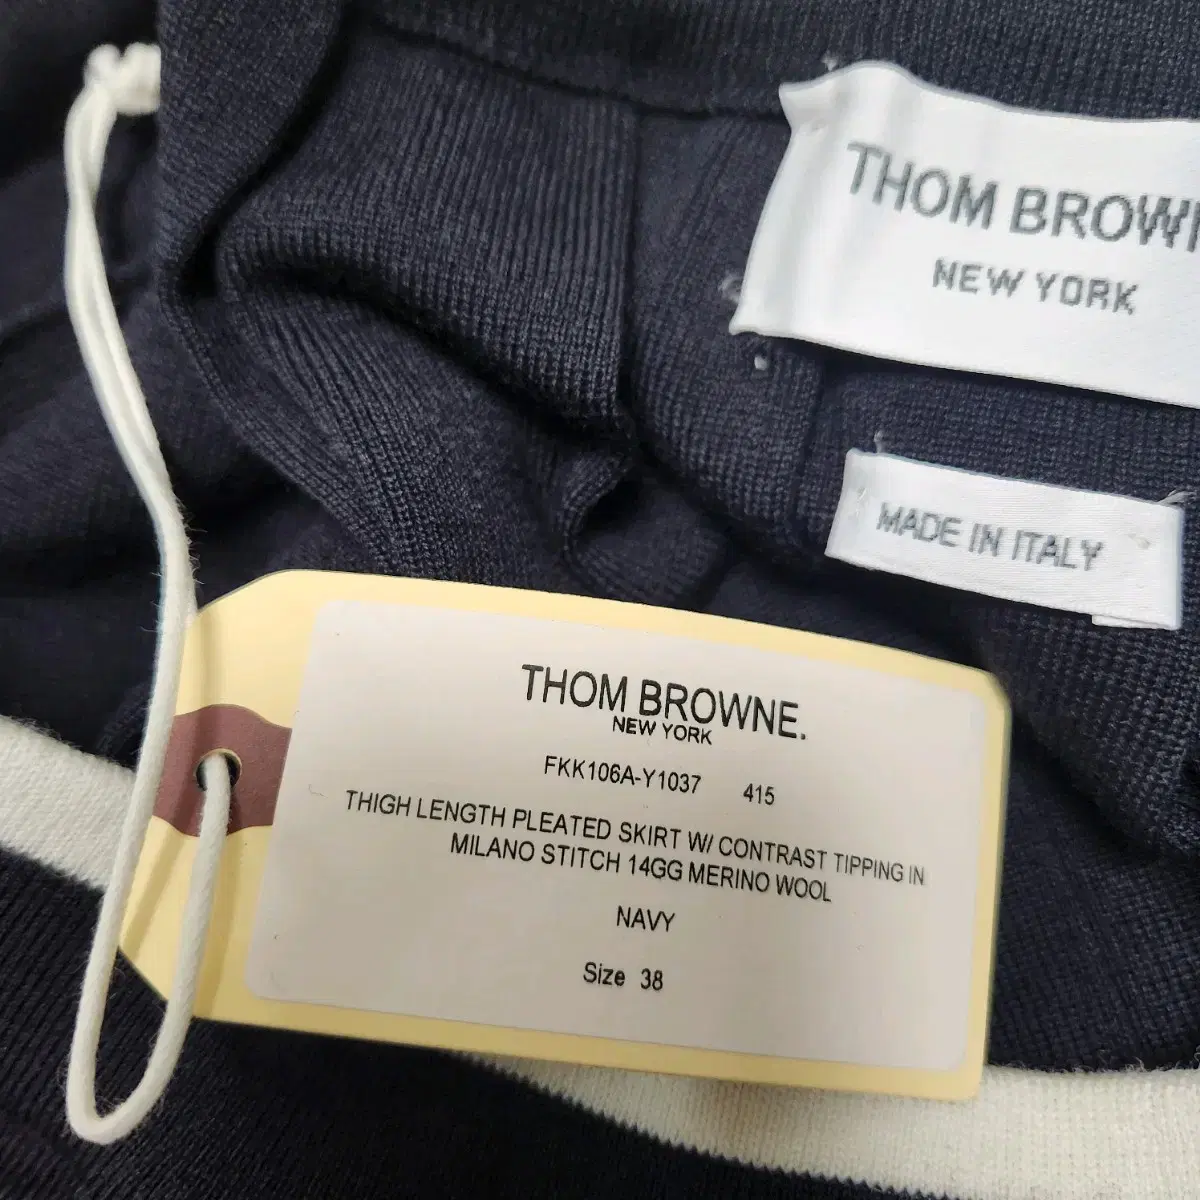 THOM BROWN
NEW YORK
MADE IN ITALY
THOM BROWNE.
NEW YORK
FKK106A-Y1037 415
THIGH LENGTH PLEATED SKIRT W/ CONTRAST TIPPING IN
MILANO STITCH 14GG MERINO WOOL
NAVY
Size 38